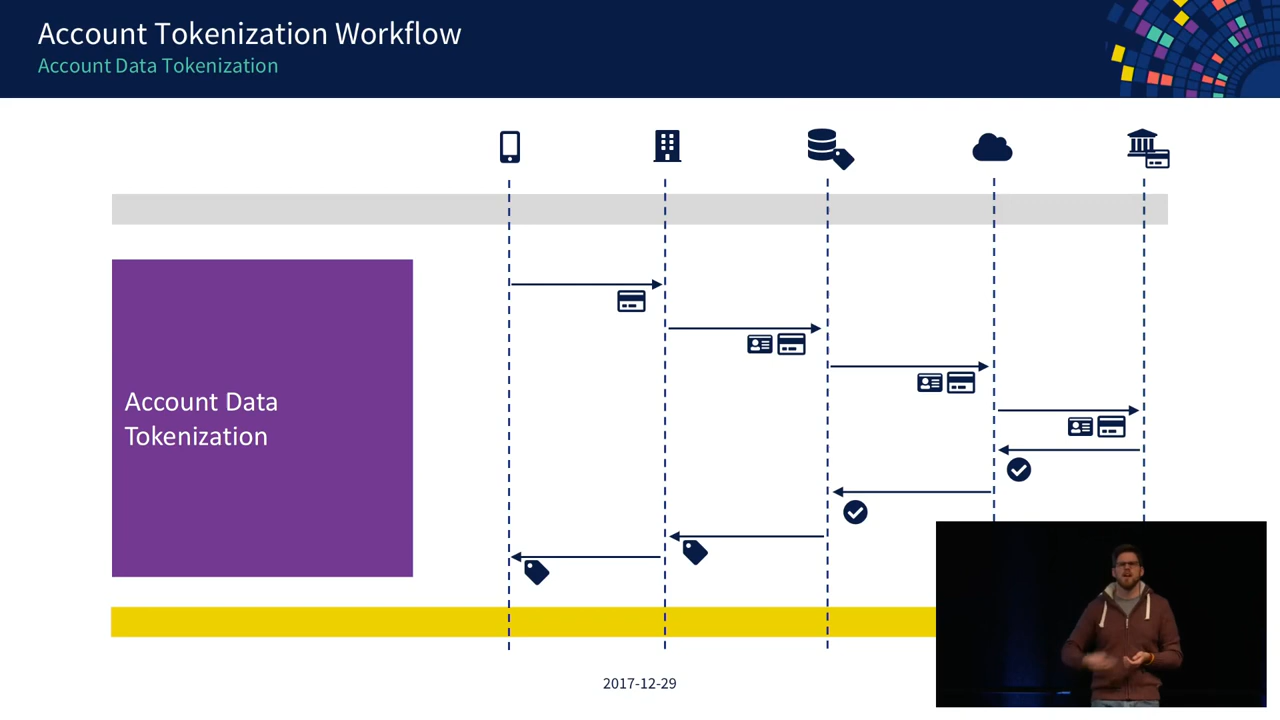 Account Tokenization Workflow
Account Data Tokenization
Account Data
Tokenization
2017-12-29